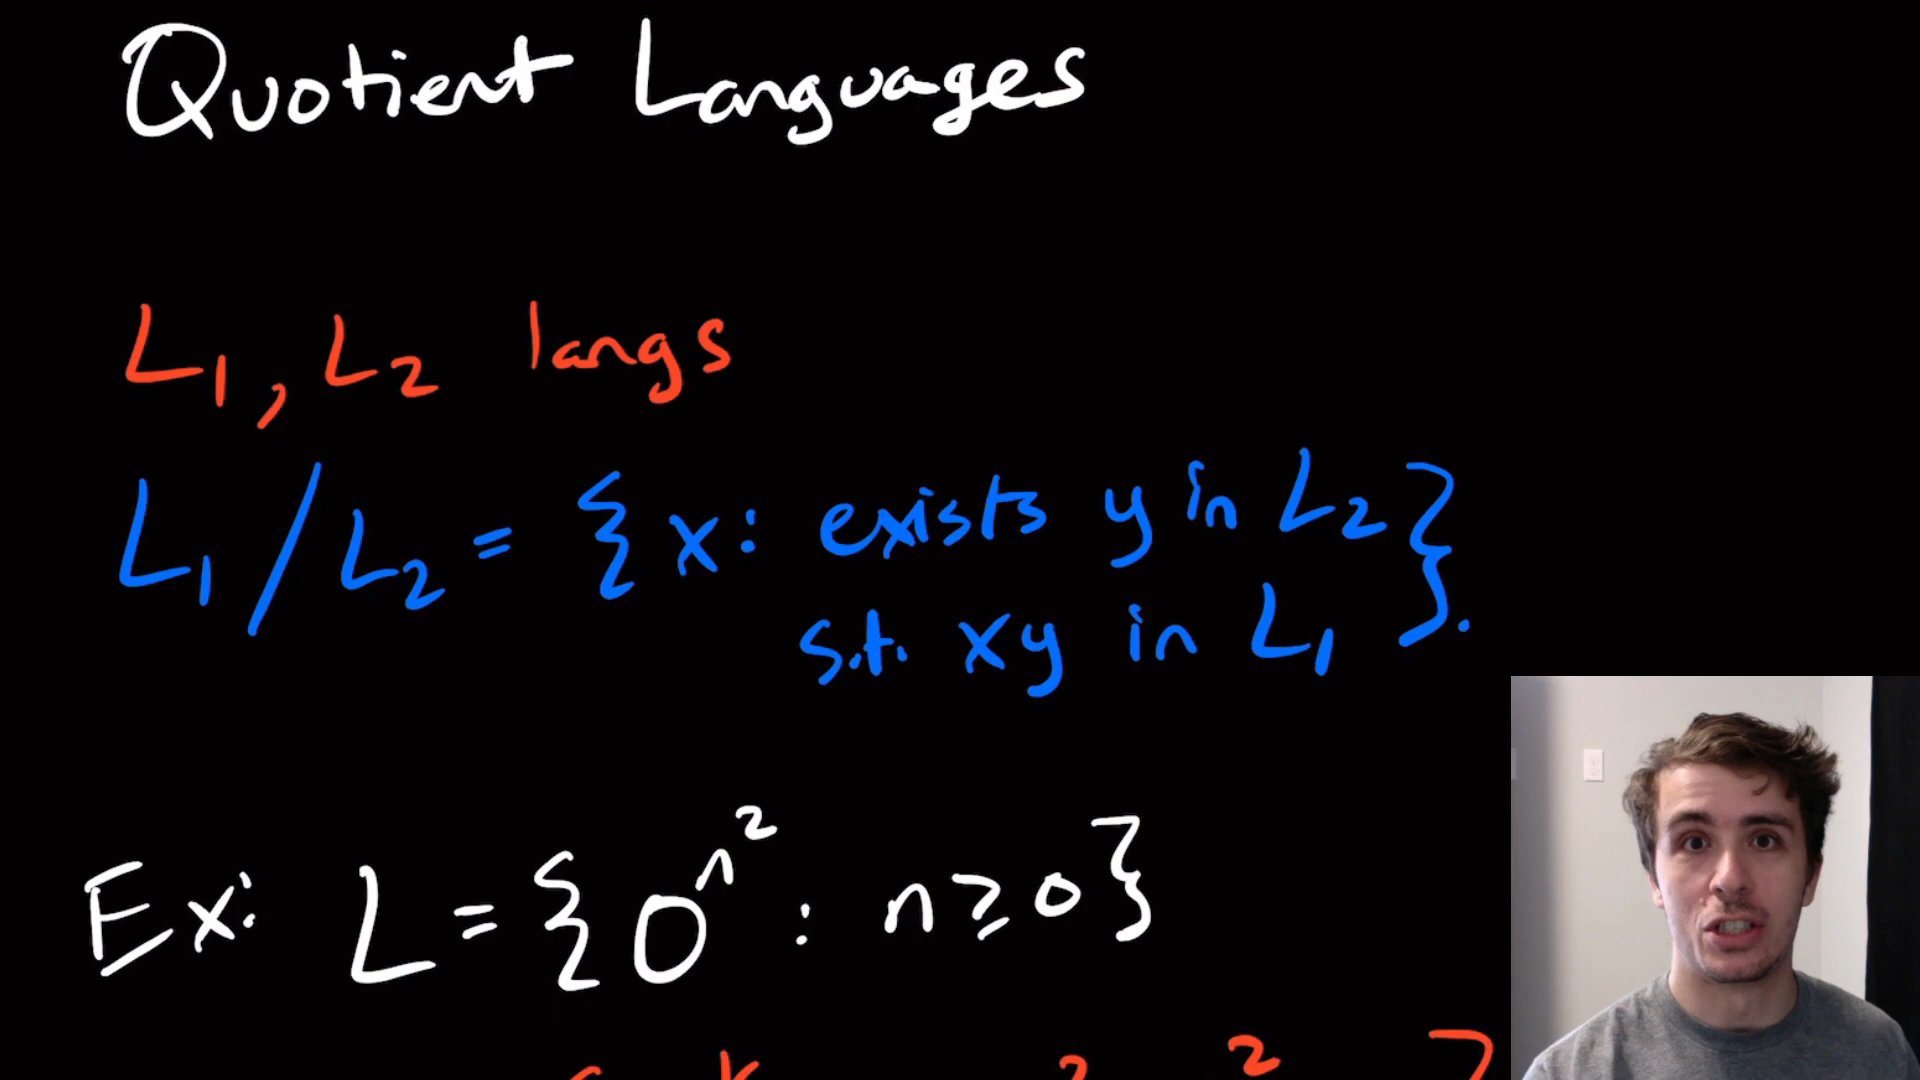 Quotient Languages
L₁, L₂ langs
L₁/L₂ = {x: exists y in L₂
s.t. xy in L₁}.
Ex: L = {0^n^2 : n ≥ 0}